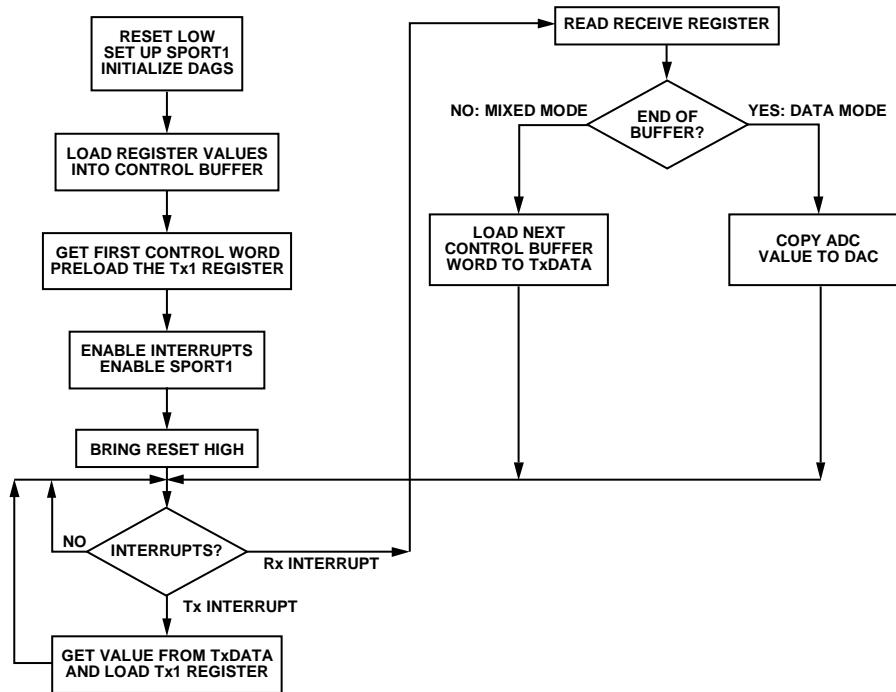 RESET LOW
SET UP SPORT1
INITIALIZE DAGS
LOAD REGISTER VALUES
INTO CONTROL BUFFER
GET FIRST CONTROL WORD
PRELOAD THE Tx1 REGISTER
ENABLE INTERRUPTS
ENABLE SPORT1
BRING RESET HIGH
NO
INTERRUPTS?
Rx INTERRUPT
Tx INTERRUPT
GET VALUE FROM TxDATA
AND LOAD Tx1 REGISTER
READ RECEIVE REGISTER
NO: MIXED MODE
END OF
BUFFER?
YES: DATA MODE
LOAD NEXT
CONTROL BUFFER
WORD TO TxDATA
COPY ADC
VALUE TO DAC